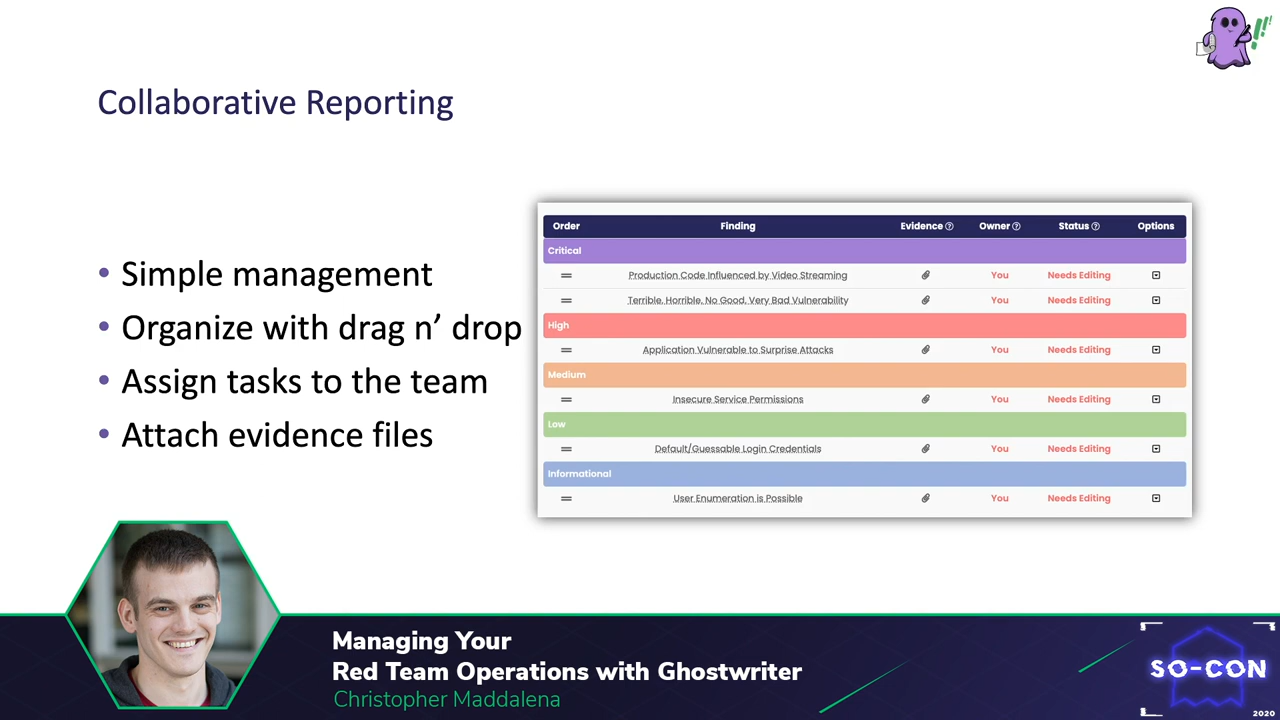 Collaborative Reporting
• Simple management
• Organize with drag n’ drop
• Assign tasks to the team
• Attach evidence files
Order Finding Evidence Owner Status Options
Critical
Production Code Influenced by Video Streaming You Needs Editing
Terrible, Horrible, No Good, Very Bad Vulnerability You Needs Editing
High
Application Vulnerable to Surprise Attacks You Needs Editing
Medium
Insecure Service Permissions You Needs Editing
Low
Default/Guessable Login Credentials You Needs Editing
Informational
User Enumeration is Possible You Needs Editing
Managing Your
Red Team Operations with Ghostwriter
Christopher Maddalena
SO-CON
2020